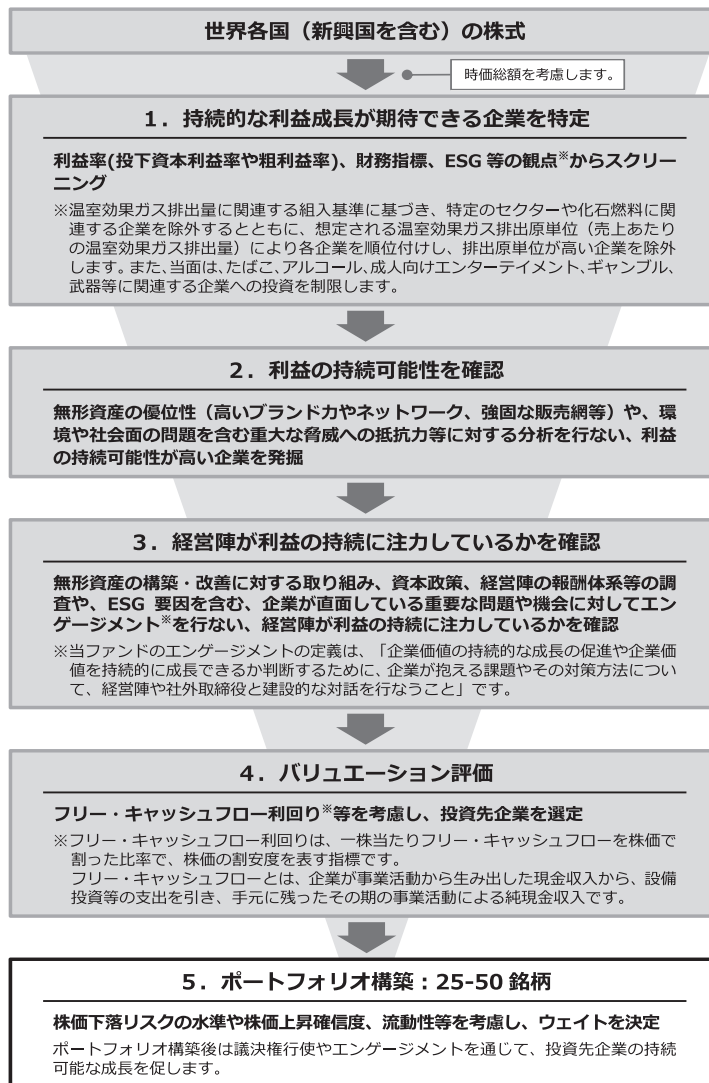 世界各国（新興国を含む）の株式
時価総額を考慮します。
1．持続的な利益成長が期待できる企業を特定
利益率(投下資本利益率や粗利益率)、財務指標、ESG 等の観点※からスクリー
ニング
※温室効果ガス排出量に関連する組入基準に基づき、特定のセクターや化石燃料に関
連する企業を除外するとともに、想定される温室効果ガス排出原単位（売上あたり
の温室効果ガス排出量）により各企業を順位付けし、排出原単位が高い企業を除外
します。また、当面は、たばこ、アルコール、成人向けエンターテイメント、ギャンブル、
武器等に関連する企業への投資を制限します。
2．利益の持続可能性を確認
無形資産の優位性（高いブランド力やネットワーク、強固な販売網等）や、環
境や社会面の問題を含む重大な脅威への抵抗力等に対する分析を行ない、利益
の持続可能性が高い企業を発掘
3．経営陣が利益の持続に注力しているかを確認
無形資産の構築・改善に対する取り組み、資本政策、経営陣の報酬体系等の調
査や、ESG 要因を含む、企業が直面している重要な問題や機会に対してエン
ゲージメント※を行ない、経営陣が利益の持続に注力しているかを確認
※当ファンドのエンゲージメントの定義は、「企業価値の持続的な成長の促進や企業価
値を持続的に成長できるか判断するために、企業が抱える課題やその対策方法につい
て、経営陣や社外取締役と建設的な対話を行なうこと」です。
4．バリュエーション評価
フリー・キャッシュフロー利回り※等を考慮し、投資先企業を選定
※フリー・キャッシュフロー利回りは、一株当たりフリー・キャッシュフローを株価で
割った比率で、株価の割安度を表す指標です。
フリー・キャッシュフローとは、企業が事業活動から生み出した現金収入から、設備
投資等の支出を引き、手元に残ったその期の事業活動による純現金収入です。
5．ポートフォリオ構築：25-50 銘柄
株価下落リスクの水準や株価上昇確信度、流動性等を考慮し、ウェイトを決定
ポートフォリオ構築後は議決権行使やエンゲージメントを通じて、投資先企業の持続
可能な成長を促します。